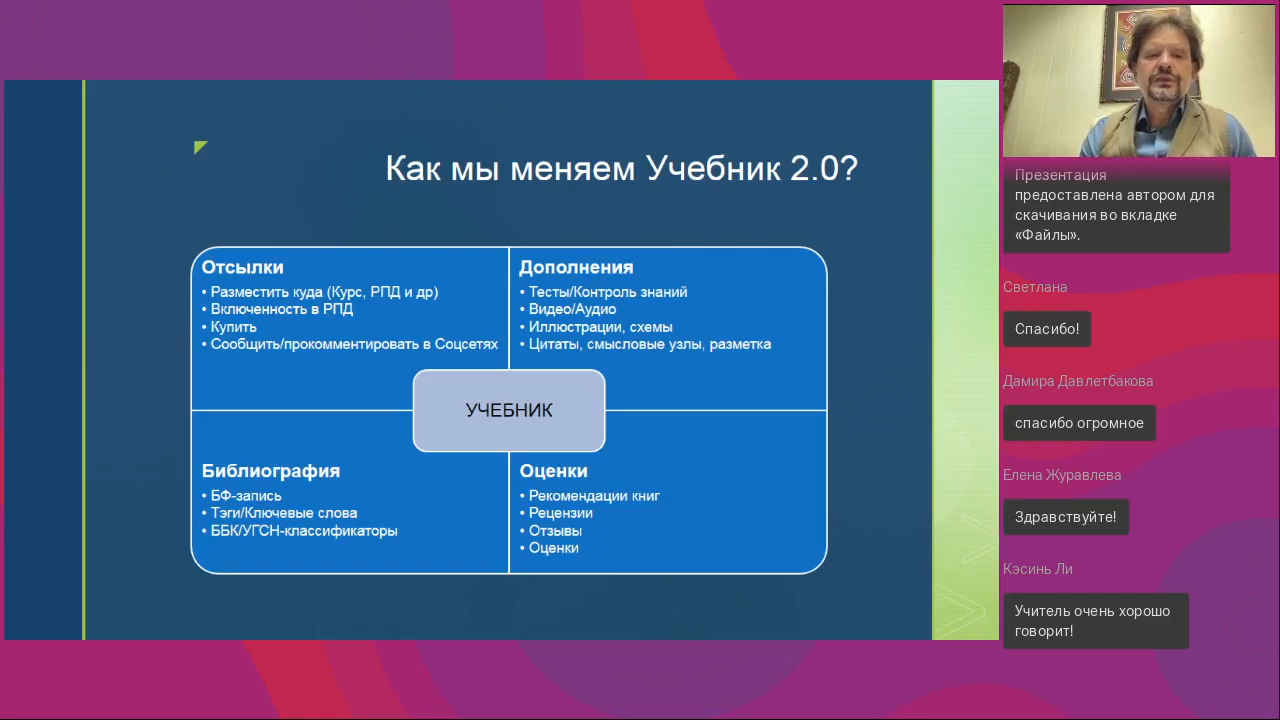 Как мы меняем Учебник 2.0?
Отсылки
• Разместить куда (Курс, РПД и др)
• Включенность в РПД
• Купить
• Сообщить/прокомментировать в Соцсетях
Дополнения
• Тесты/Контроль знаний
• Видео/Аудио
• Иллюстрации, схемы
• Цитаты, смысловые узлы, разметка
УЧЕБНИК
Библиография
• БФ-запись
• Тэги/Ключевые слова
• ББК/УГСН-классификаторы
Оценки
• Рекомендации книг
• Рецензии
• Отзывы
• Оценки
Презентация
предоставлена автором для
скачивания во вкладке
«Файлы».
Светлана
Спасибо!
Дамира Давлетбакова
спасибо огромное
Елена Журавлева
Здравствуйте!
Кэсинь Ли
Учитель очень хорошо
говорит!